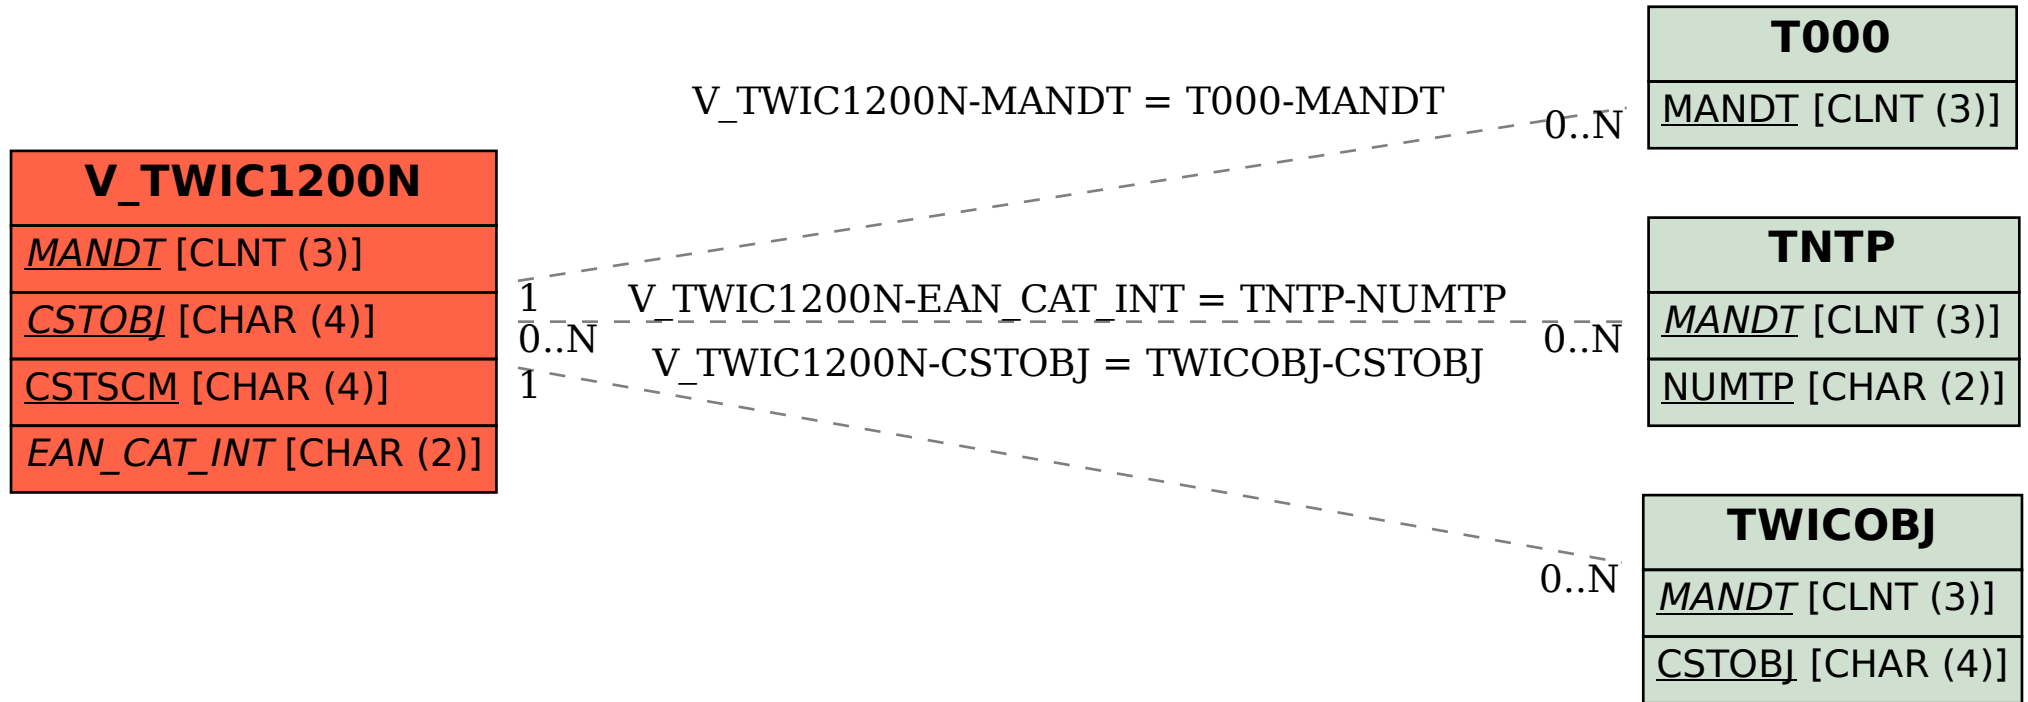 V_TWIC1200N
MANDT [CLNT (3)]
CSTOBJ [CHAR (4)]
CSTSCM [CHAR (4)]
EAN_CAT_INT [CHAR (2)]
V_TWIC1200N-MANDT = T000-MANDT
0..N
1
V_TWIC1200N-EAN_CAT_INT = TNTP-NUMTP
0..N
0..N
V_TWIC1200N-CSTOBJ = TWICOBJ-CSTOBJ
1
0..N
T000
MANDT [CLNT (3)]
TNTP
MANDT [CLNT (3)]
NUMTP [CHAR (2)]
TWICOBJ
MANDT [CLNT (3)]
CSTOBJ [CHAR (4)]